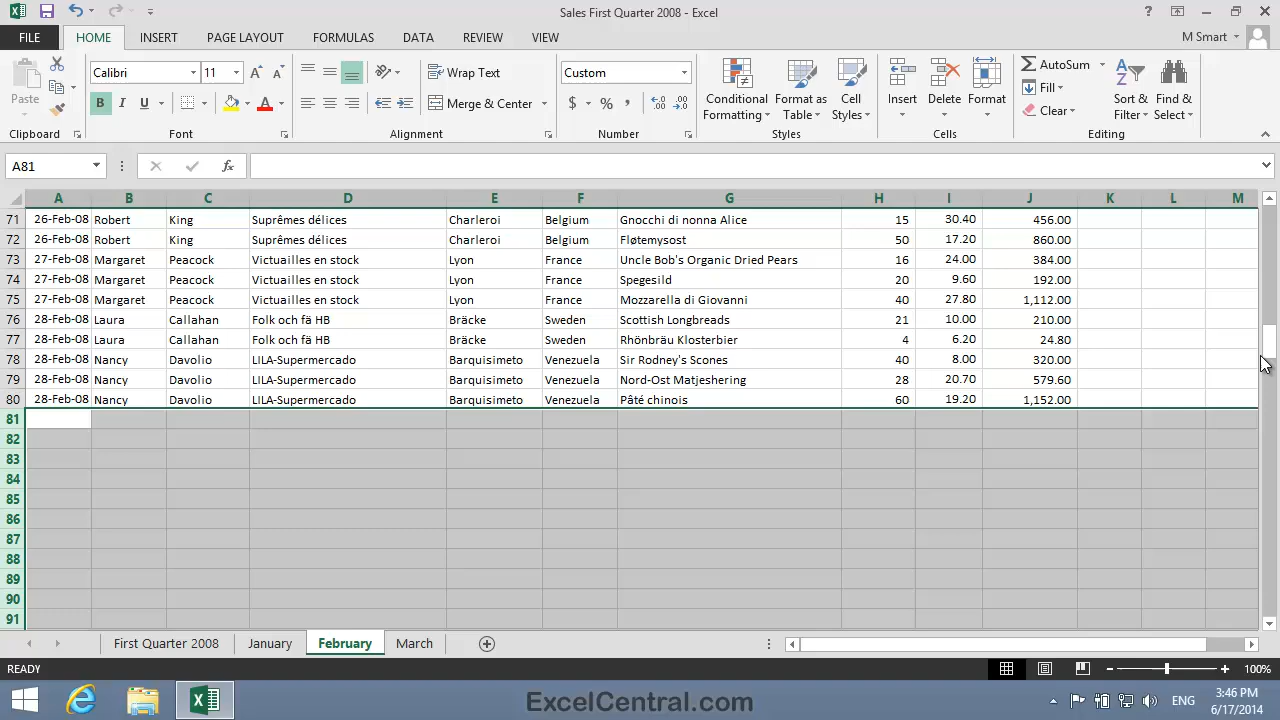 Sales First Quarter 2008 - Excel
FILE HOME INSERT PAGE LAYOUT FORMULAS DATA REVIEW VIEW M Smart
Calibri 11 Wrap Text Custom AutoSum
Paste Conditional Formatting Format as Table Cell Styles Insert Delete Format Fill Sort & Filter Find & Select
B I U Merge & Center $ % , Clear
Clipboard Font Alignment Number Styles Cells Editing
A81 fx
A B C D E F G H I J K L M
71 26-Feb-08 Robert King Suprêmes délices Charleroi Belgium Gnocchi di nonna Alice 15 30.40 456.00
72 26-Feb-08 Robert King Suprêmes délices Charleroi Belgium Fløtemysost 50 17.20 860.00
73 27-Feb-08 Margaret Peacock Victuailles en stock Lyon France Uncle Bob's Organic Dried Pears 16 24.00 384.00
74 27-Feb-08 Margaret Peacock Victuailles en stock Lyon France Spegesild 20 9.60 192.00
75 27-Feb-08 Margaret Peacock Victuailles en stock Lyon France Mozzarella di Giovanni 40 27.80 1,112.00
76 28-Feb-08 Laura Callahan Folk och fä HB Bräcke Sweden Scottish Longbreads 21 10.00 210.00
77 28-Feb-08 Laura Callahan Folk och fä HB Bräcke Sweden Rhönbräu Klosterbier 4 6.20 24.80
78 28-Feb-08 Nancy Davolio LILA-Supermercado Barquisimeto Venezuela Sir Rodney's Scones 40 8.00 320.00
79 28-Feb-08 Nancy Davolio LILA-Supermercado Barquisimeto Venezuela Nord-Ost Matjeshering 28 20.70 579.60
80 28-Feb-08 Nancy Davolio LILA-Supermercado Barquisimeto Venezuela Pâté chinois 60 19.20 1,152.00
81
82
83
84
85
86
87
88
89
90
91
First Quarter 2008 January February March
READY 100%
ExcelCentral.com ENG 3:46 PM
6/17/2014